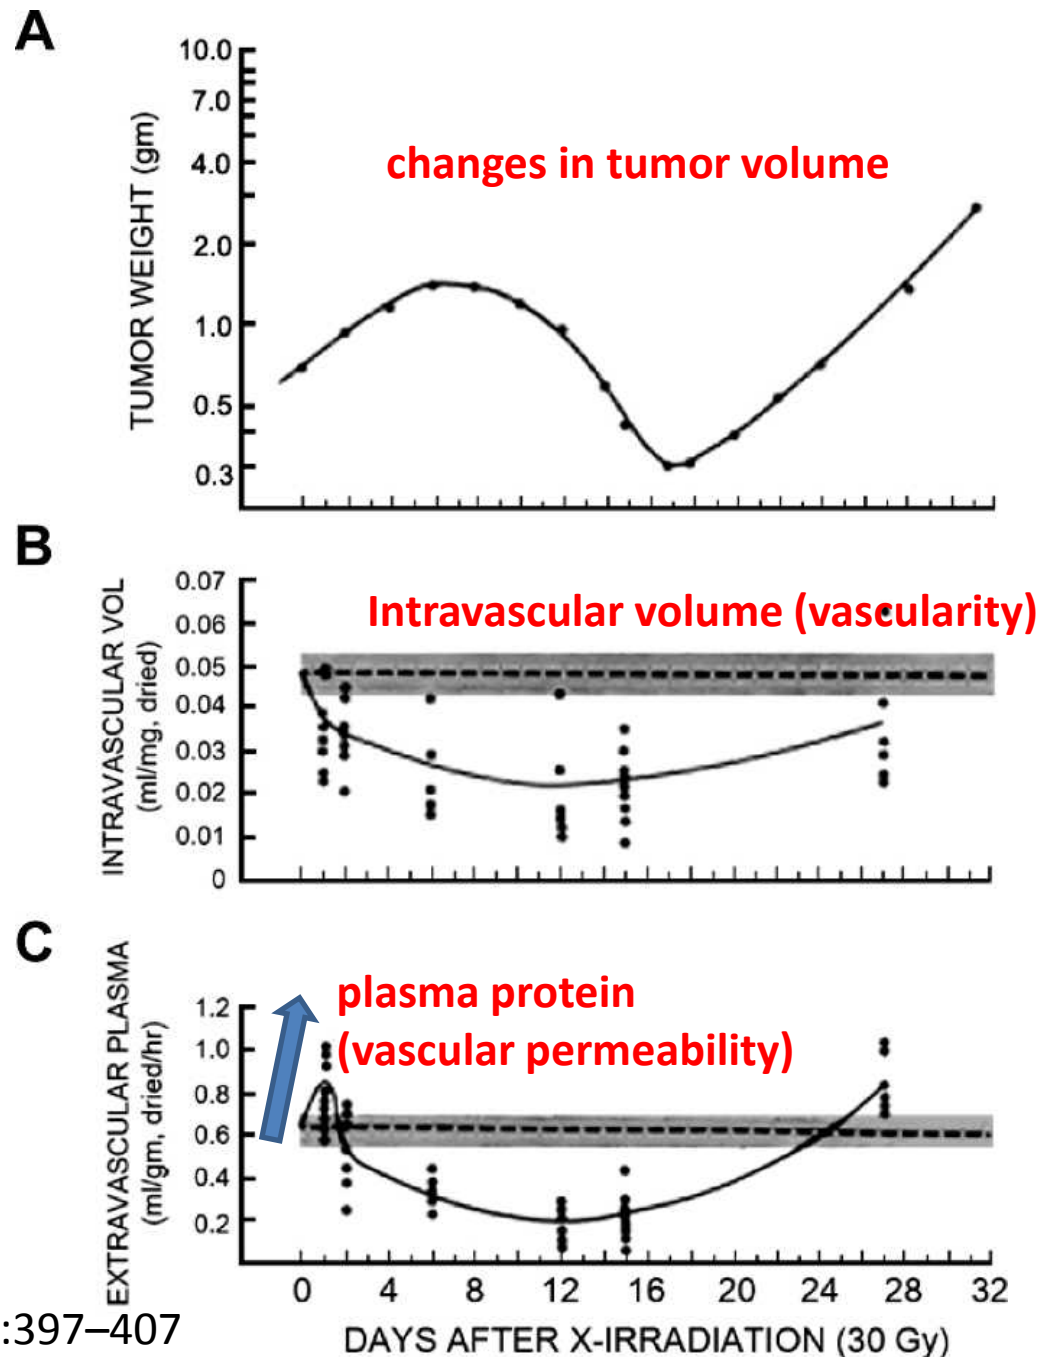 A
TUMOR WEIGHT (gm)
10.0
7.0
4.0
2.0
1.0
0.5
0.3
changes in tumor volume
B
INTRAVASCULAR VOL
(ml/mg, dried)
0.07
0.06
0.05
0.04
0.03
0.02
0.01
0
Intravascular volume (vascularity)
C
EXTRAVASCULAR PLASMA
(ml/gm, dried/hr)
1.2
1.0
0.8
0.6
0.4
0.2
plasma protein
(vascular permeability)
0 4 8 12 16 20 24 28 32
:397–407
DAYS AFTER X-IRRADIATION (30 Gy)